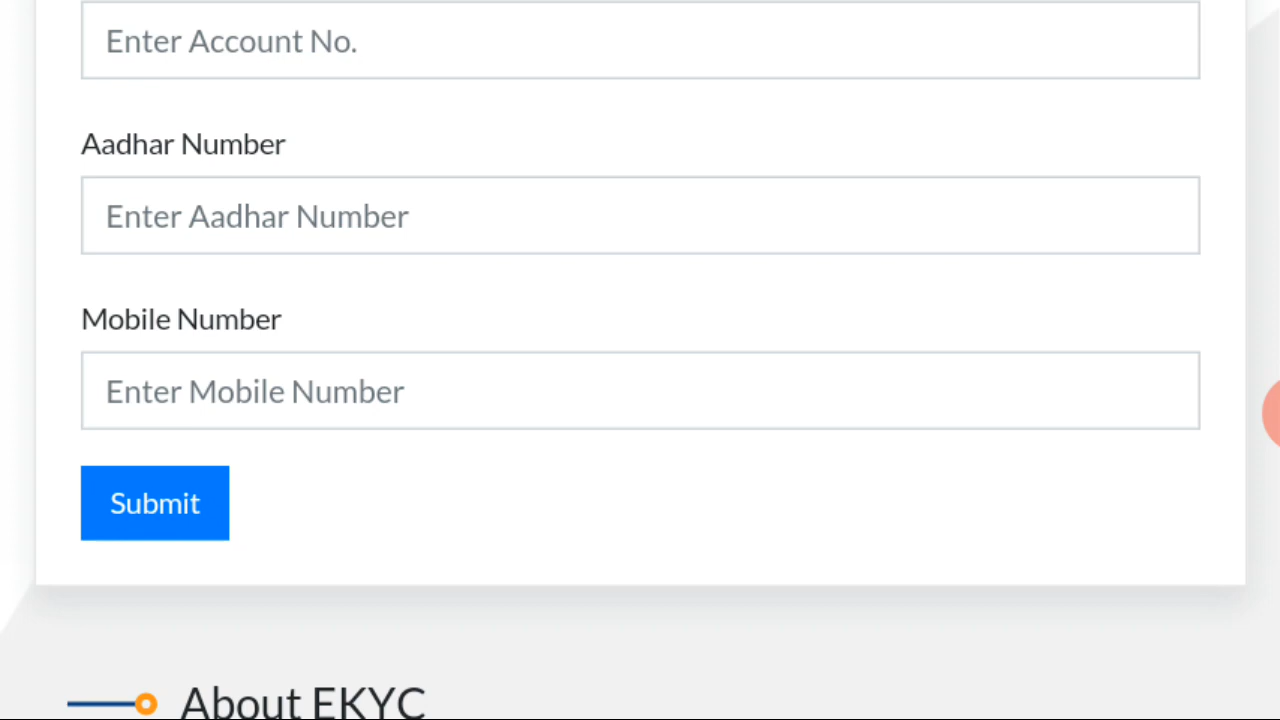 Enter Account No.
Aadhar Number
Enter Aadhar Number
Mobile Number
Enter Mobile Number
Submit
About EKYC